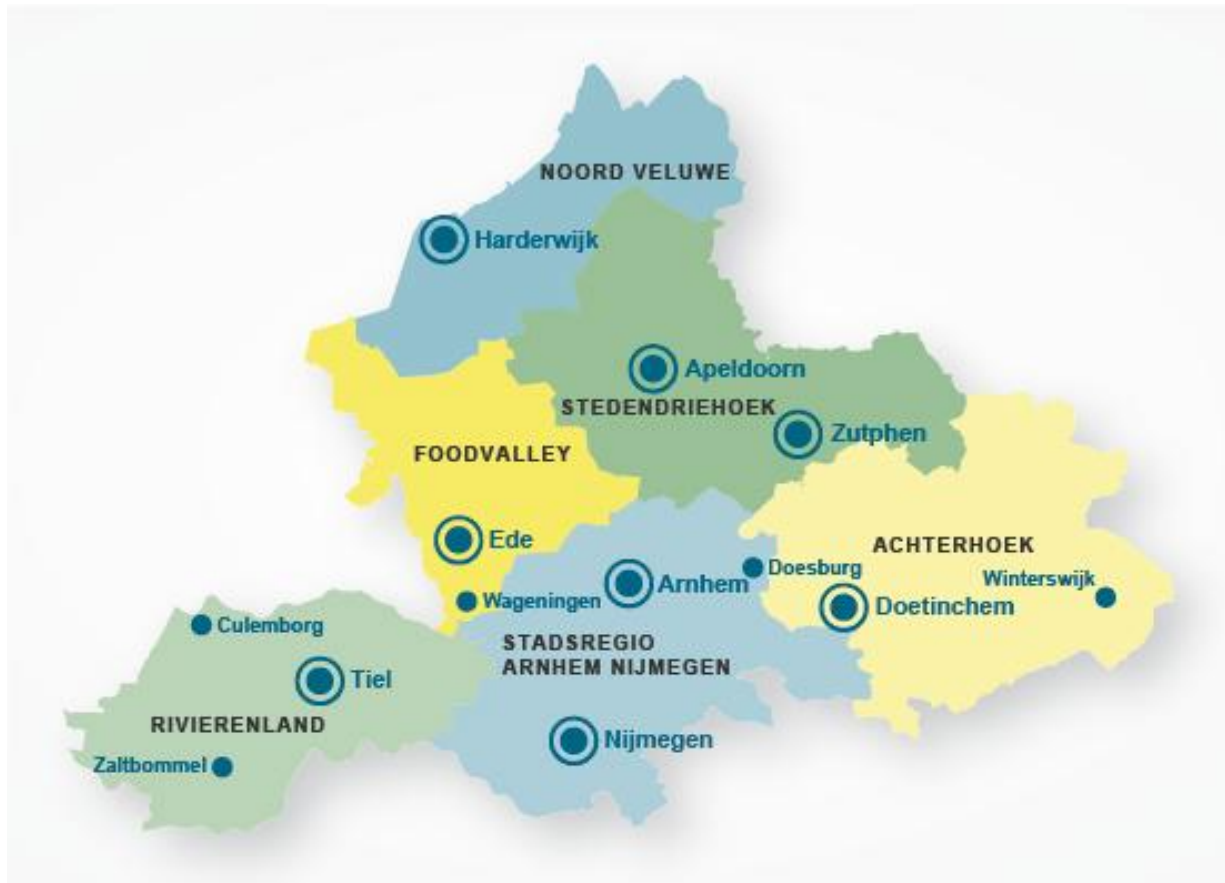 NOORD VELUWE
Harderwijk
Apeldoorn
STEDENDRIEHOEK
Zutphen
FOODVALLEY
Ede
ACHTERHOEK
Doesburg
Winterswijk
Arnhem
Wageningen
Doetinchem
Culemborg
STADSREGIO
ARNHEM NIJMEGEN
Tiel
RIVIERENLAND
Nijmegen
Zaltbommel